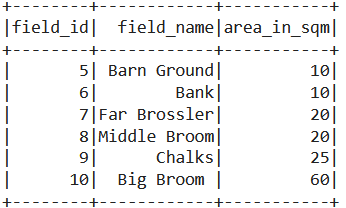 +--------+------------+-----------+
|field_id|  field_name|area_in_sqm|
+--------+------------+-----------+
|       5| Barn Ground|         10|
|       6|        Bank|         10|
|       7|Far Brossler|         20|
|       8|Middle Broom|         20|
|       9|      Chalks|         25|
|      10|  Big Broom |         60|
+--------+------------+-----------+